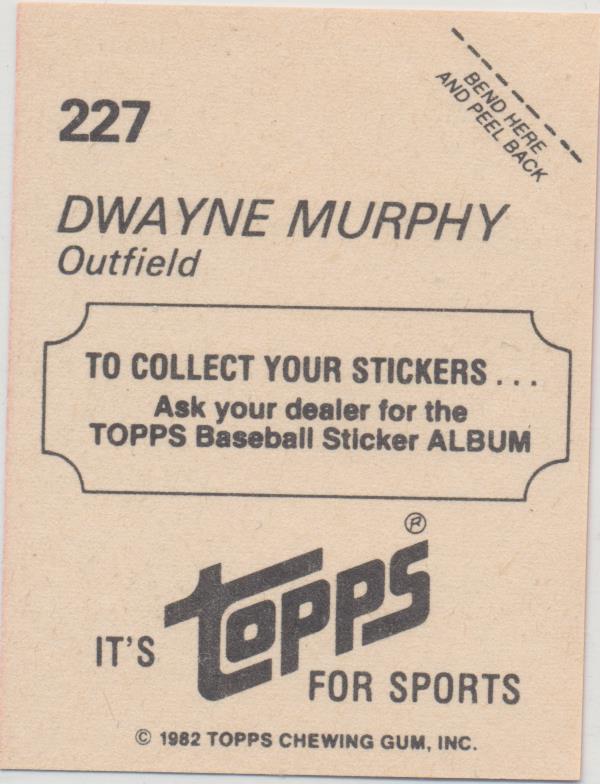 BEND HERE
AND PEEL BACK
227
DWAYNE MURPHY
Outfield
TO COLLECT YOUR STICKERS...
Ask your dealer for the
TOPPS Baseball Sticker ALBUM
®
IT'S TOPPS
FOR SPORTS
© 1982 TOPPS CHEWING GUM, INC.